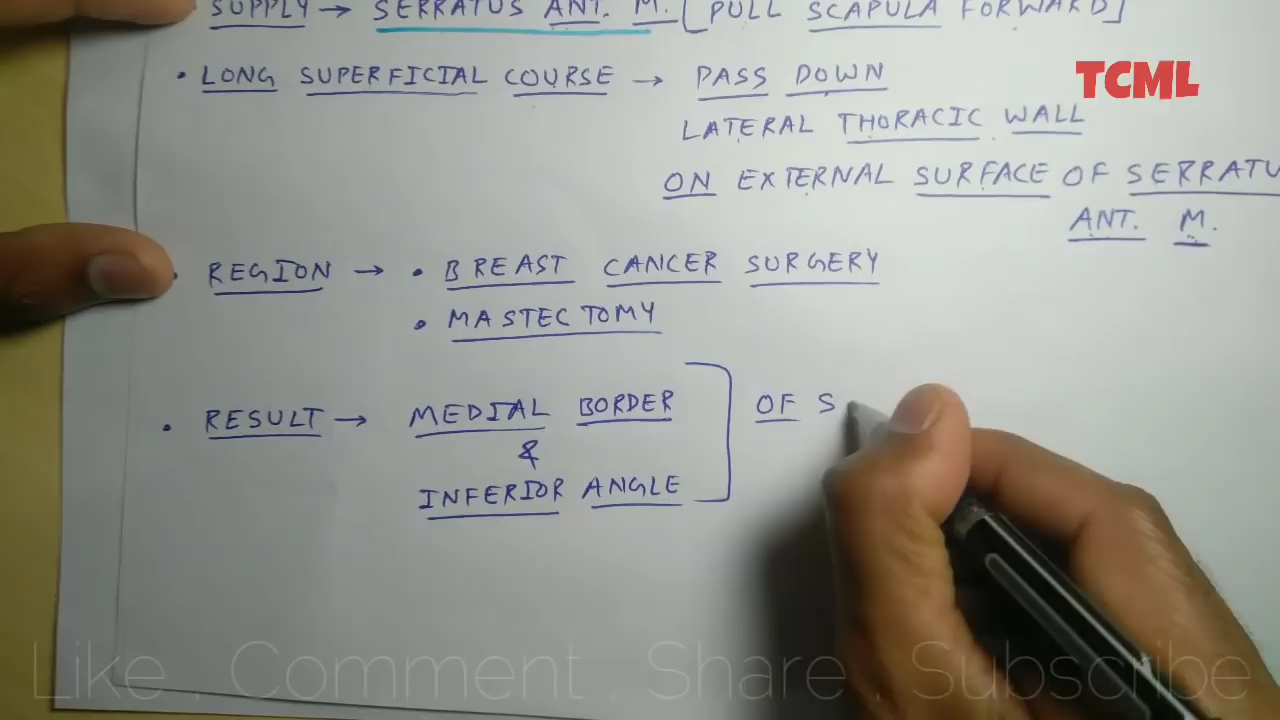 SUPPLY → SERRATUS ANT. M. [PULL SCAPULA FORWARD]
TCML
• LONG SUPERFICIAL COURSE → PASS DOWN
LATERAL THORACIC WALL
ON EXTERNAL SURFACE OF SERRATU
ANT. M.
• REGION → • BREAST CANCER SURGERY
• MASTECTOMY
• RESULT → MEDIAL BORDER
&
INFERIOR ANGLE
OF S
Like , Comment , Share , Subscribe